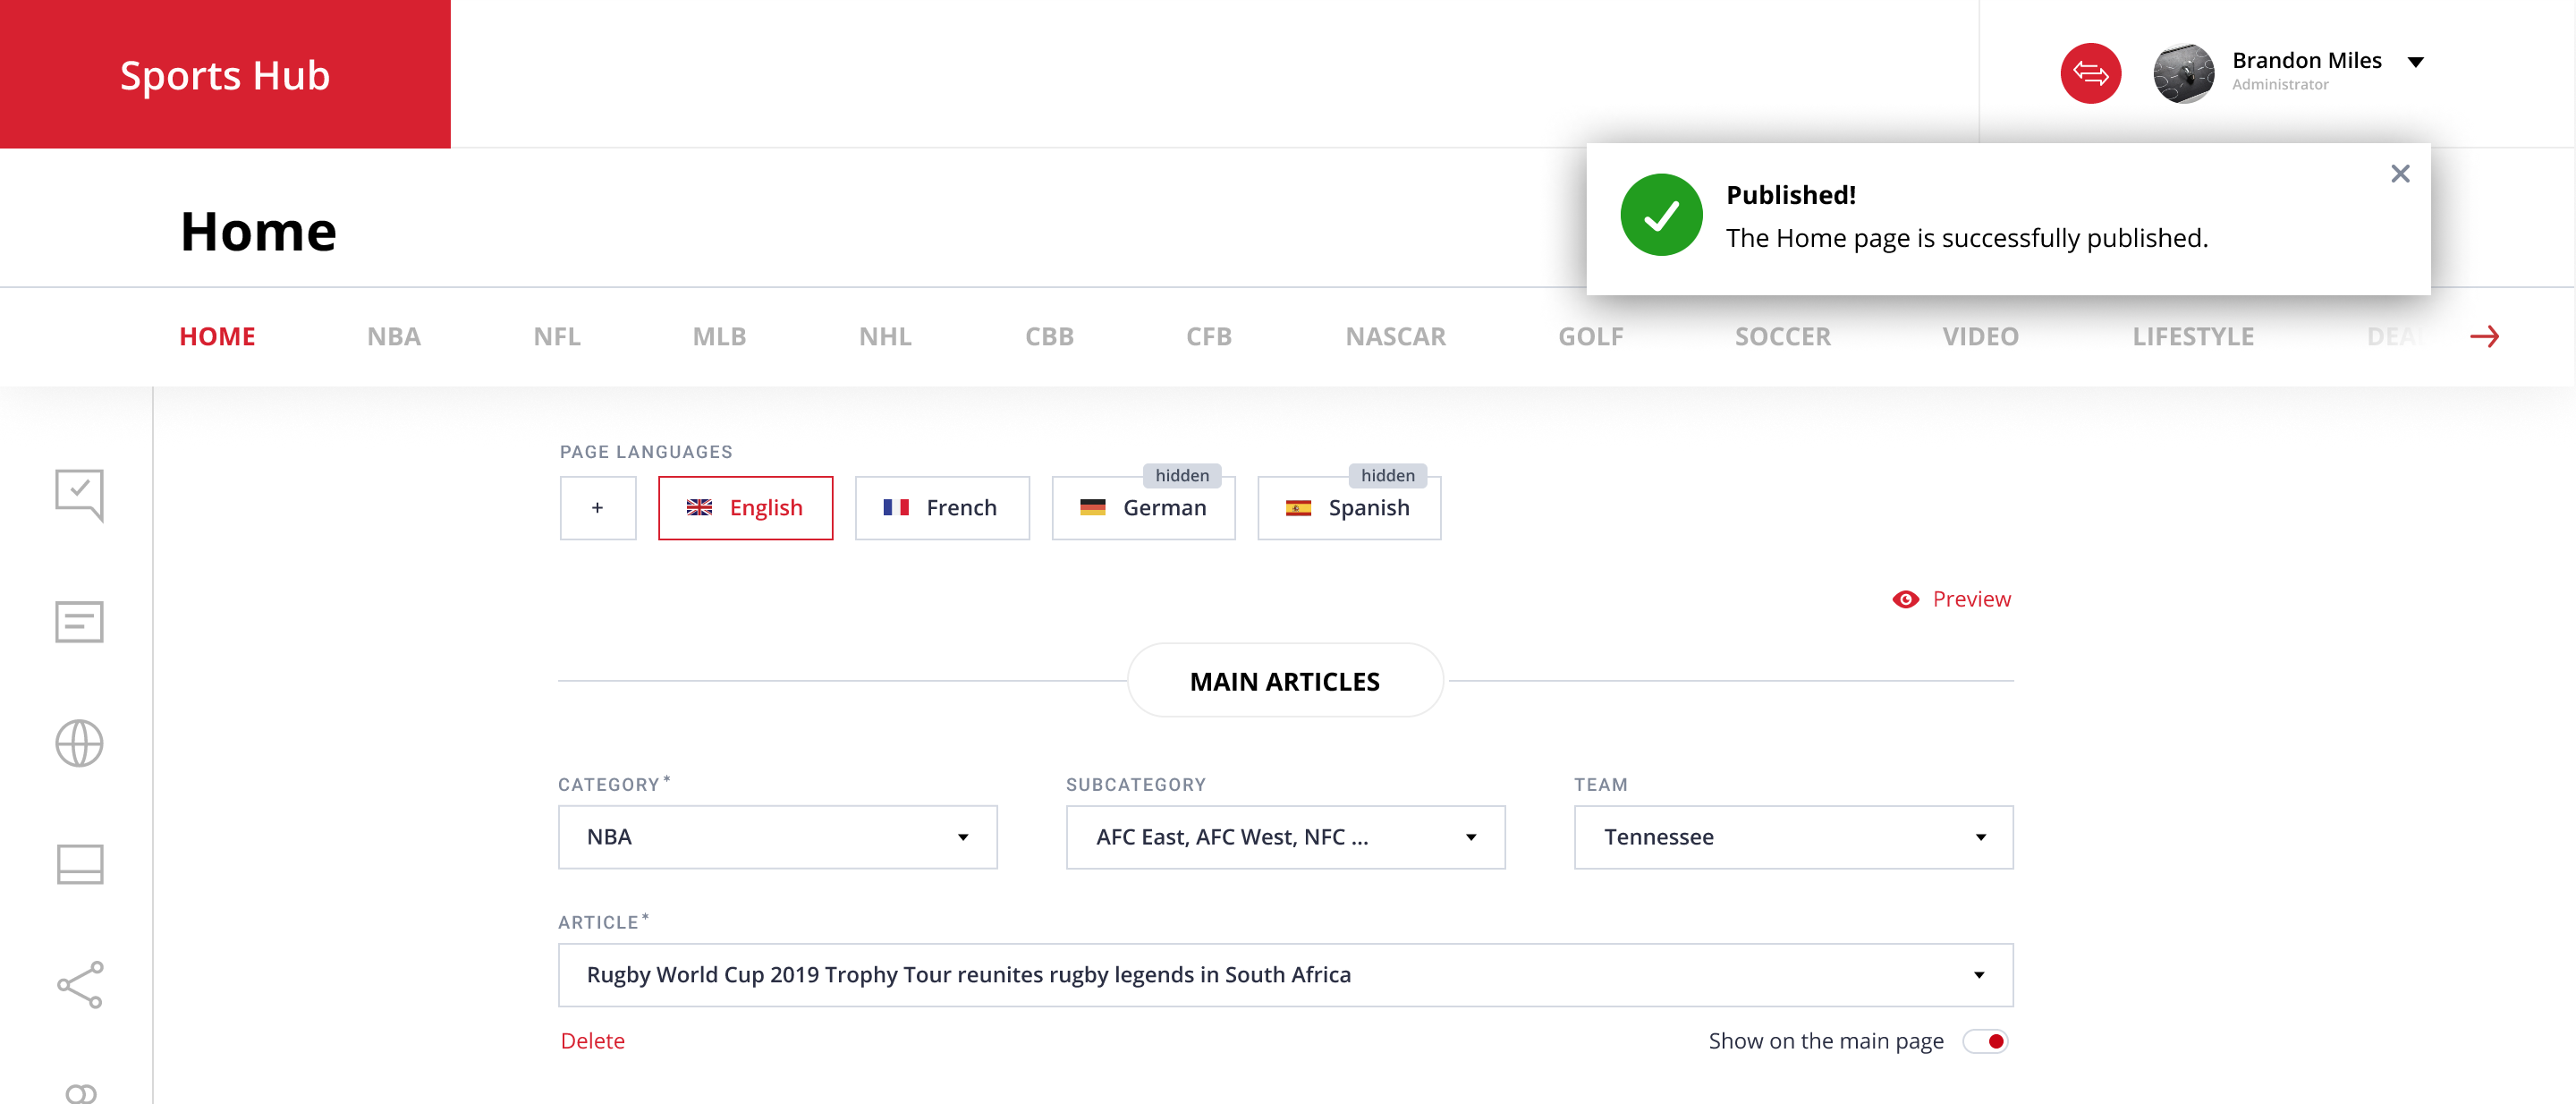 Sports Hub
Brandon Miles
Administrator
Published!
The Home page is successfully published.
Home
HOME NBA NFL MLB NHL CBB CFB NASCAR GOLF SOCCER VIDEO LIFESTYLE DEA
PAGE LANGUAGES
hidden hidden
+ English French German Spanish
Preview
MAIN ARTICLES
CATEGORY* SUBCATEGORY TEAM
NBA AFC East, AFC West, NFC ... Tennessee
ARTICLE*
Rugby World Cup 2019 Trophy Tour reunites rugby legends in South Africa
Delete Show on the main page